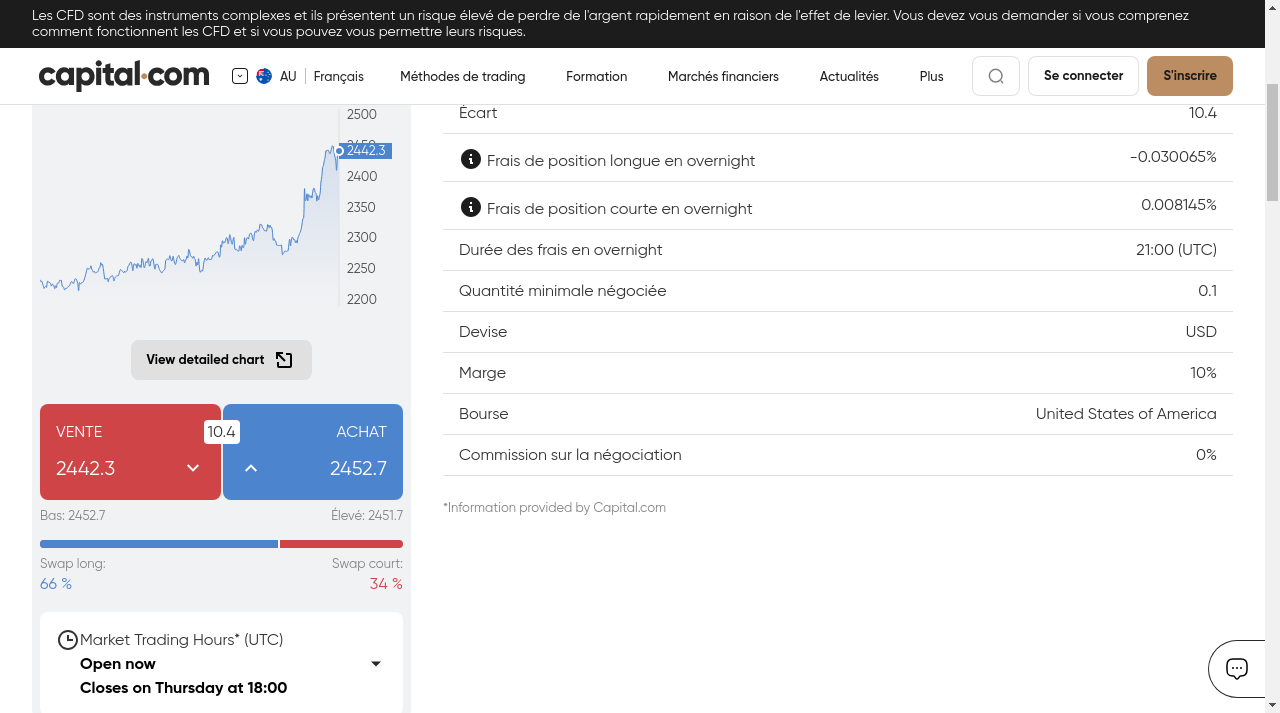 Les CFD sont des instruments complexes et ils présentent un risque élevé de perdre de l'argent rapidement en raison de l'effet de levier. Vous devez vous demander si vous comprenez
comment fonctionnent les CFD et si vous pouvez vous permettre leurs risques.
capital.com
AU
Français
Méthodes de trading
Formation
Marchés financiers
Actualités
Plus
Se connecter
S'inscrire
2500
2442.3
2400
2350
2300
2250
2200
View detailed chart
VENTE
10.4
ACHAT
2442.3
2452.7
Bas: 2452.7
Élevé: 2451.7
Swap long:
Swap court:
66 %
34 %
Market Trading Hours* (UTC)
Open now
Closes on Thursday at 18:00
Écart
10.4
Frais de position longue en overnight
-0.030065%
Frais de position courte en overnight
0.008145%
Durée des frais en overnight
21:00 (UTC)
Quantité minimale négociée
0.1
Devise
USD
Marge
10%
Bourse
United States of America
Commission sur la négociation
0%
*Information provided by Capital.com